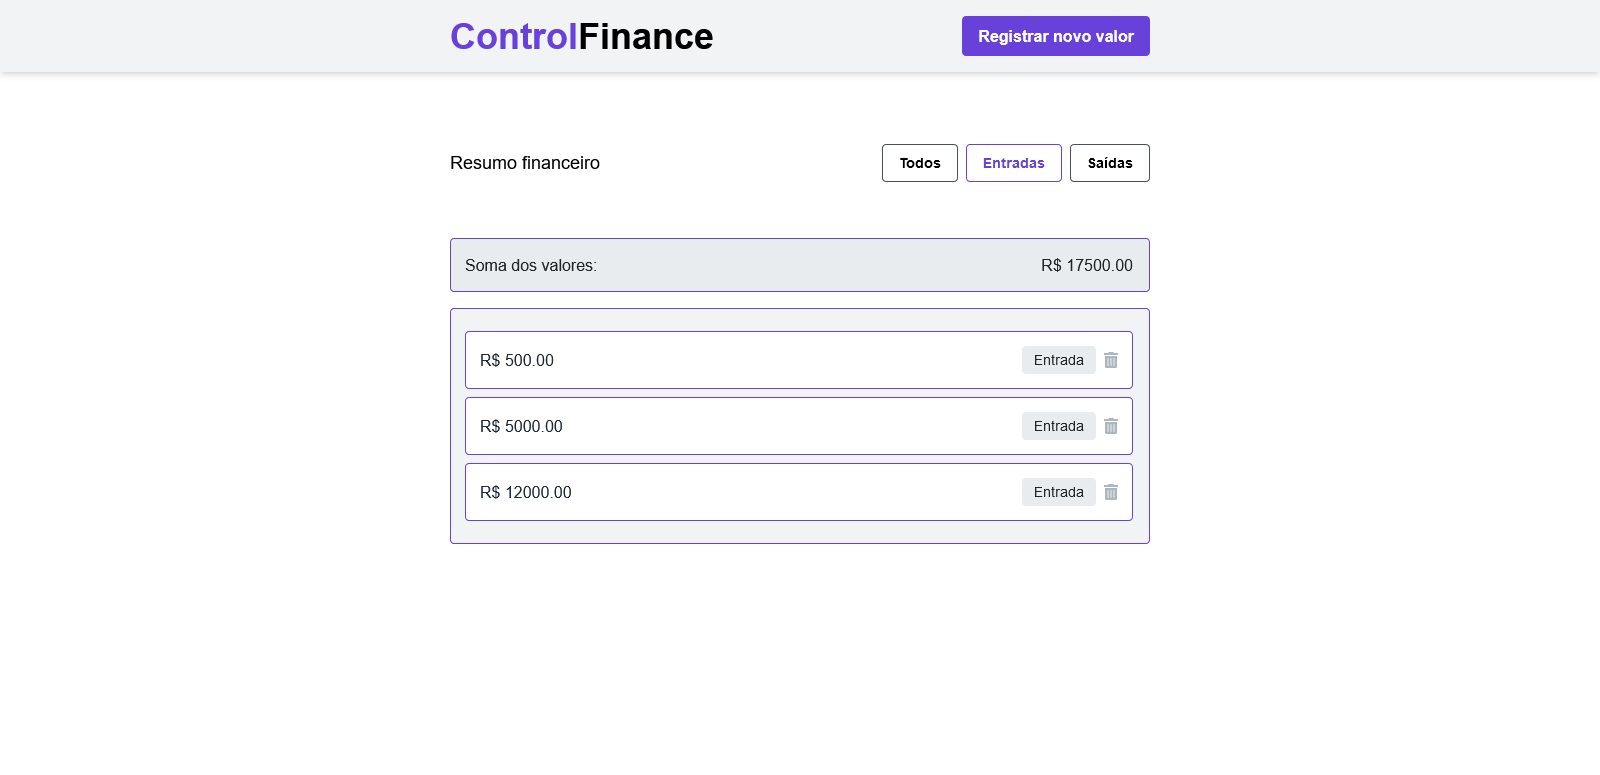 ControlFinance
Registrar novo valor
Resumo financeiro
Todos
Entradas
Saídas
Soma dos valores:
R$ 17500.00
R$ 500.00
Entrada
R$ 5000.00
Entrada
R$ 12000.00
Entrada